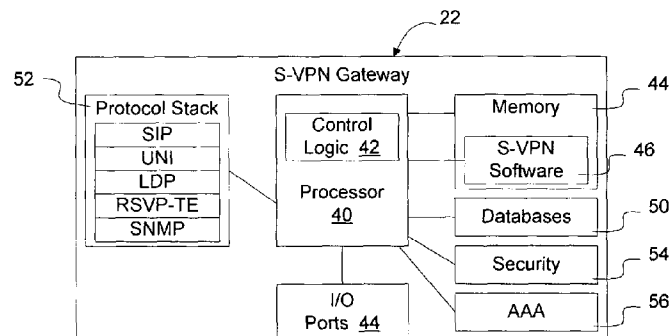 22
S-VPN Gateway
52
Protocol Stack
SIP
UNI
LDP
RSVP-TE
SNMP
Control
Logic 42
Processor
40
I/O
Ports 44
Memory
44
S-VPN
Software
46
Databases
50
Security
54
AAA
56